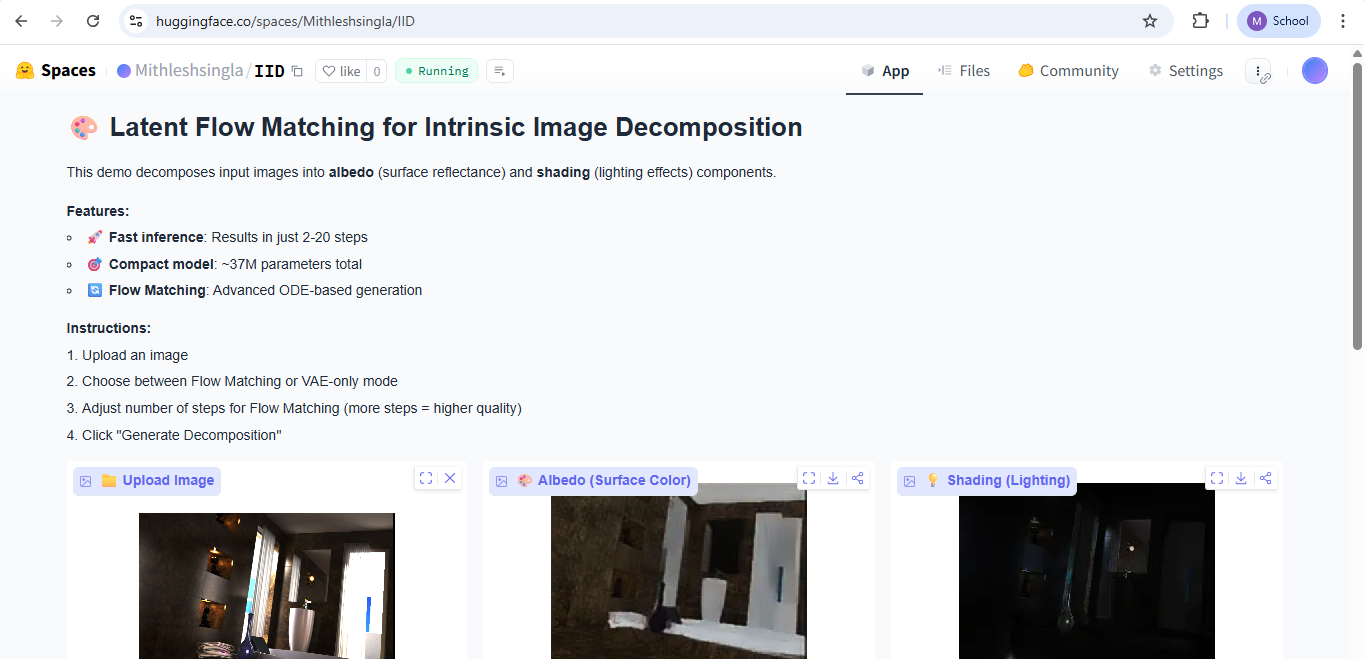 huggingface.co/spaces/Mithleshsingla/IID
M School
Spaces Mithleshsingla/IID like 0 Running App Files Community Settings
Latent Flow Matching for Intrinsic Image Decomposition
This demo decomposes input images into albedo (surface reflectance) and shading (lighting effects) components.
Features:
Fast inference: Results in just 2-20 steps
Compact model: ~37M parameters total
Flow Matching: Advanced ODE-based generation
Instructions:
1. Upload an image
2. Choose between Flow Matching or VAE-only mode
3. Adjust number of steps for Flow Matching (more steps = higher quality)
4. Click "Generate Decomposition"
Upload Image
Albedo (Surface Color)
Shading (Lighting)